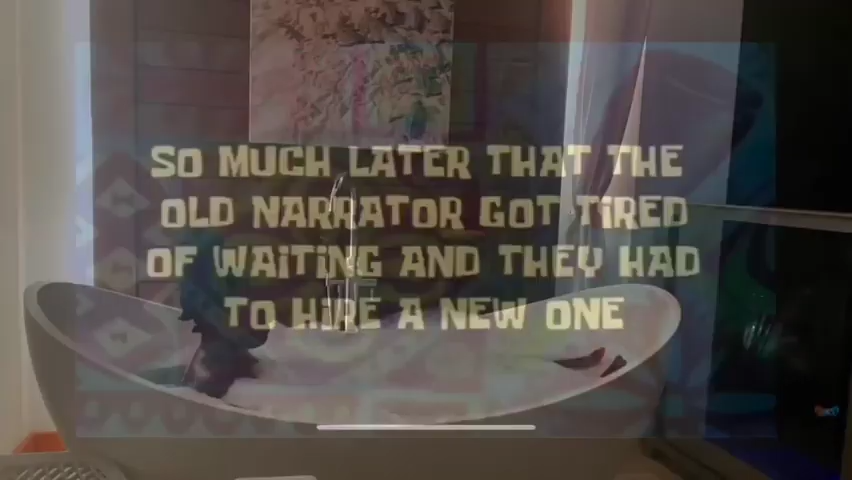 SO MUCH LATER THAT THE
OLD NARRATOR GOT TIRED
OF WAITING AND THEY HAD
TO HIRE A NEW ONE